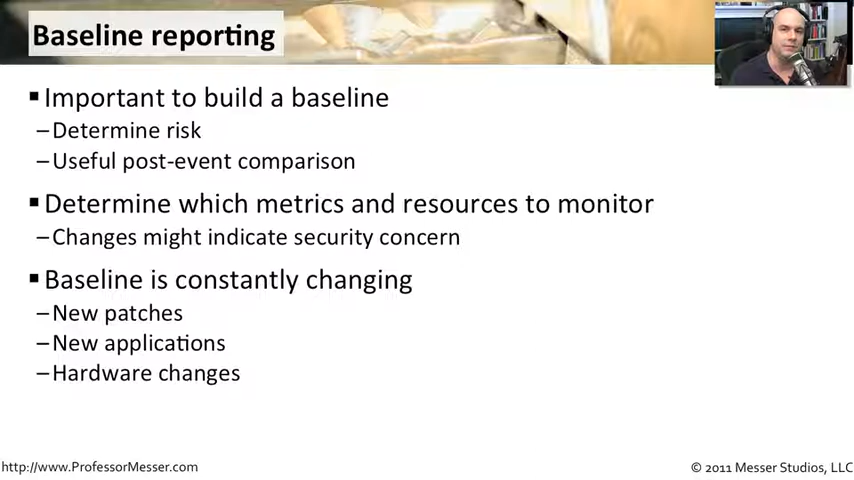 Baseline reporting
▪Important to build a baseline
–Determine risk
–Useful post-event comparison
▪Determine which metrics and resources to monitor
–Changes might indicate security concern
▪Baseline is constantly changing
–New patches
–New applications
–Hardware changes
http://www.ProfessorMesser.com
© 2011 Messer Studios, LLC